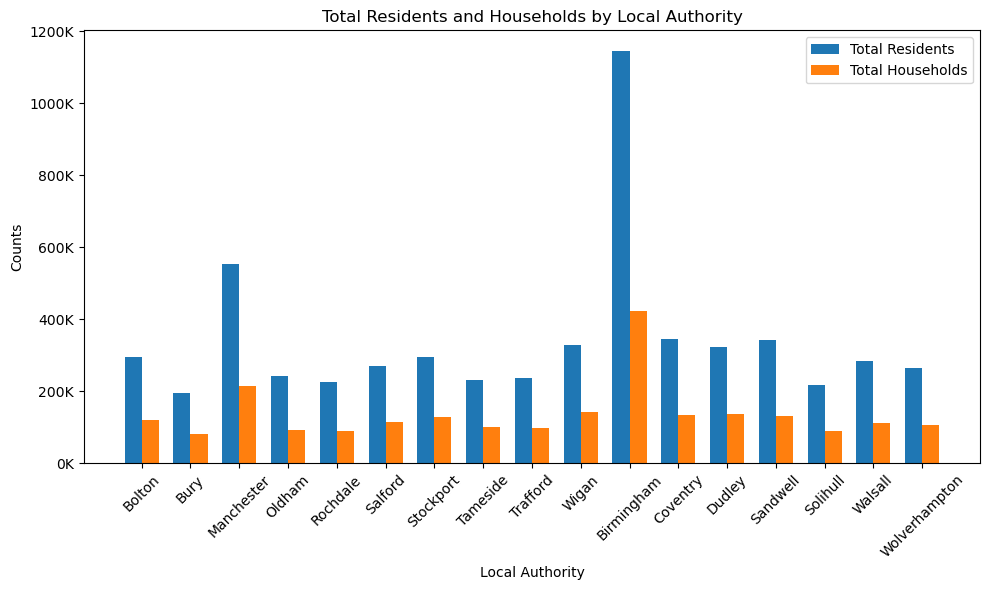 Total Residents and Households by Local Authority
Total Residents
Total Households
Counts
1200K
1000K
800K
600K
400K
200K
0K
Bolton
Bury
Manchester
Oldham
Rochdale
Salford
Stockport
Tameside
Trafford
Wigan
Birmingham
Coventry
Dudley
Sandwell
Solihull
Walsall
Wolverhampton
Local Authority